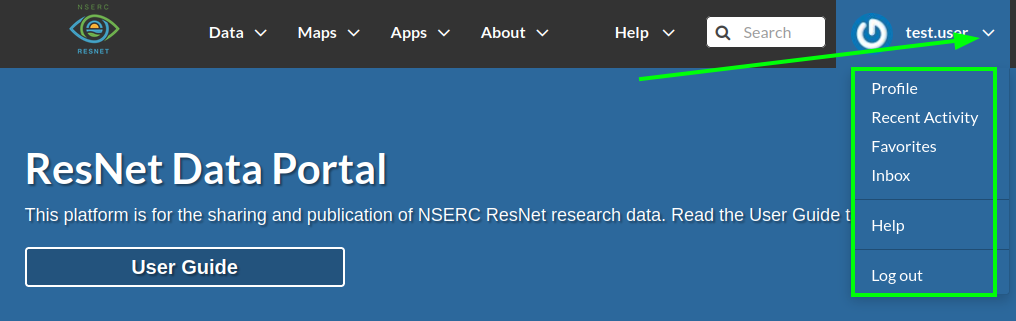 NSERC
RESNET
Data Maps Apps About Help Search test.user
Profile
Recent Activity
Favorites
Inbox
Help
Log out
ResNet Data Portal
This platform is for the sharing and publication of NSERC ResNet research data. Read the User Guide
User Guide